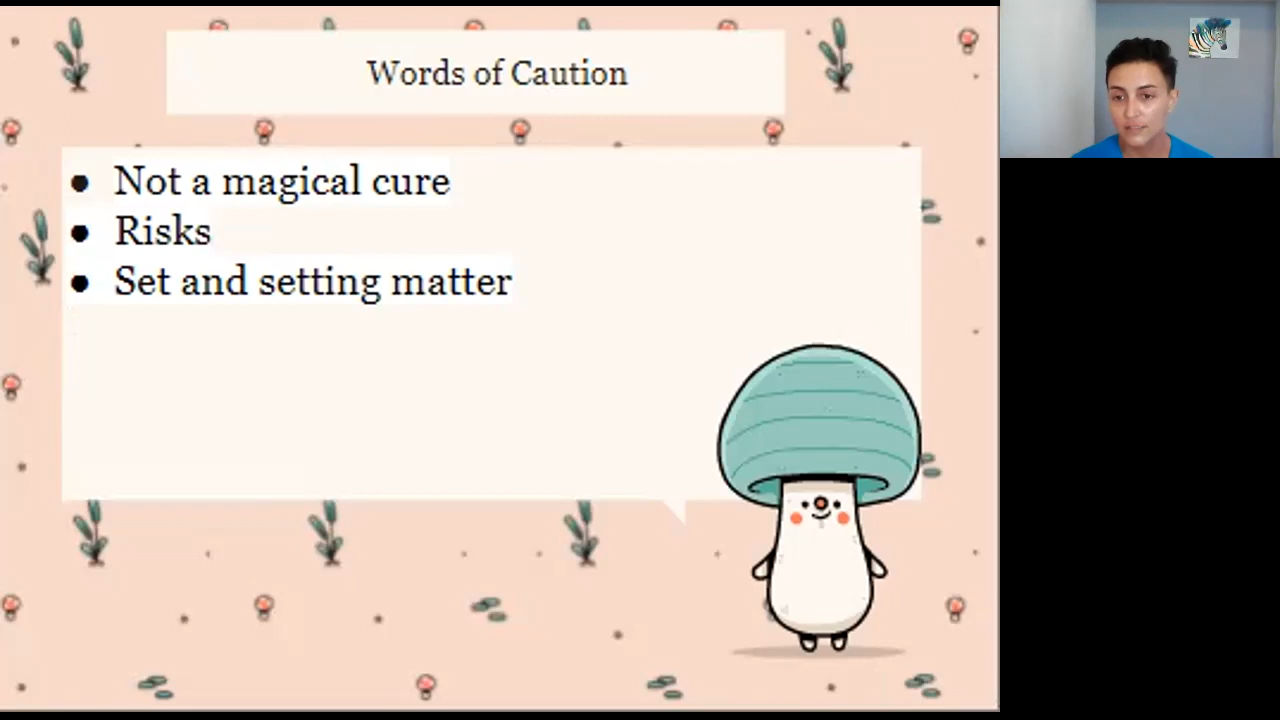 Words of Caution
● Not a magical cure
● Risks
● Set and setting matter